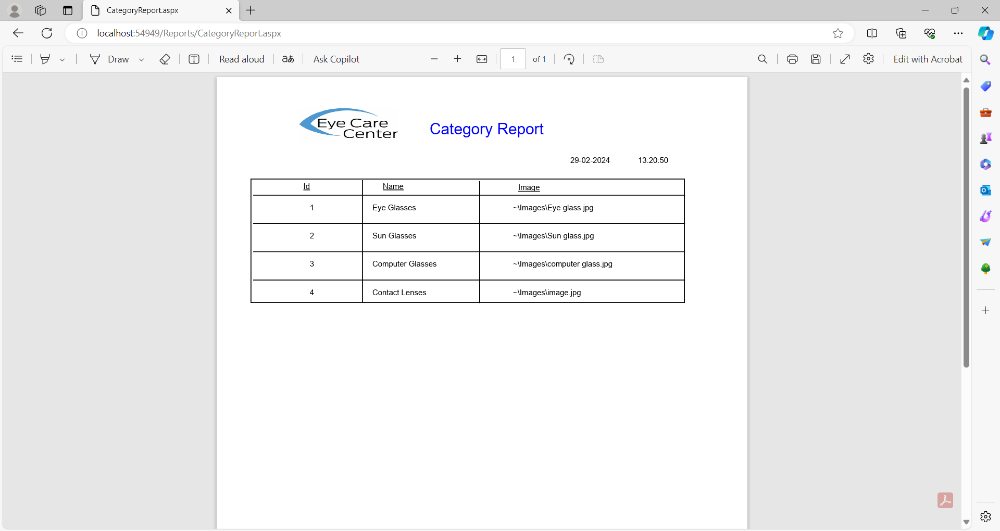 CategoryReport.aspx
localhost:54949/Reports/CategoryReport.aspx
Draw
Read aloud
aあ
Ask Copilot
1 of 1
Edit with Acrobat
Eye Care
Center
Category Report
29-02-2024 13:20:50
Id Name Image
1 Eye Glasses ~\Images\Eye glass.jpg
2 Sun Glasses ~\Images\Sun glass.jpg
3 Computer Glasses ~\Images\computer glass.jpg
4 Contact Lenses ~\Images\image.jpg